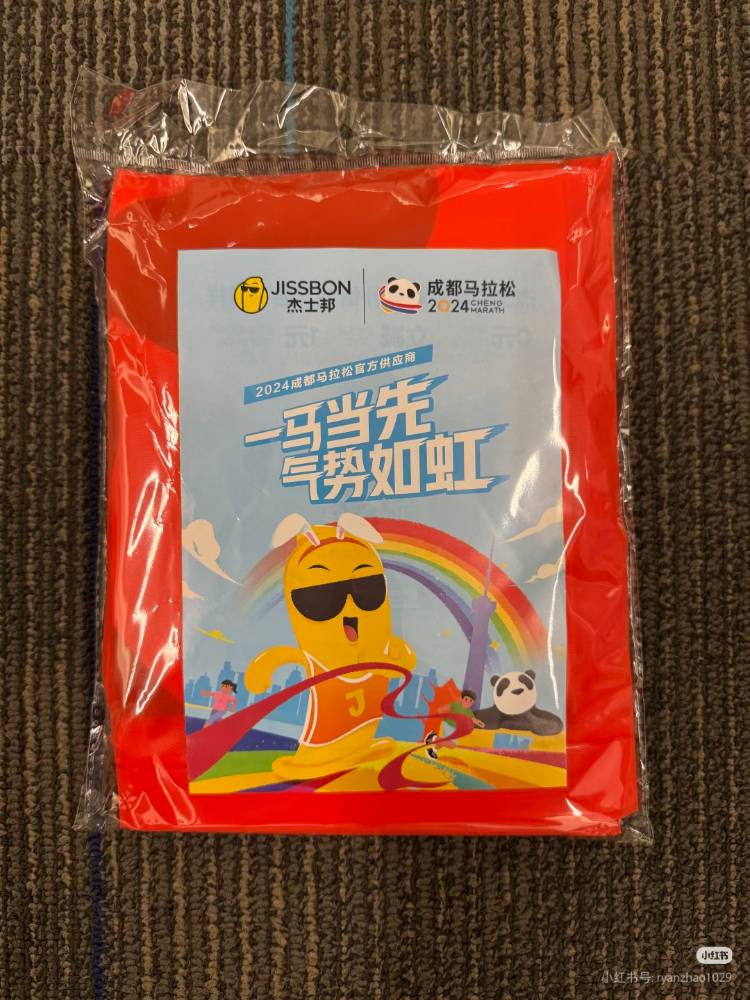 JISSBON
杰士邦
成都马拉松
2024 CHENG
MARATH
2024成都马拉松官方供应商
一马当先
气势如虹
J
小红书
小红书号: ryanzhao1029